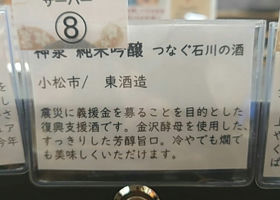 サーバー
⑧
神泉 純米吟醸 つなぐ石川の酒
小松市/ 東酒造
震災に義援金を募ることを目的とした
復興支援酒です。金沢酵母を使用した、
すっきりした芳醇旨口。冷やでも燗で
も美味しくいただけます。